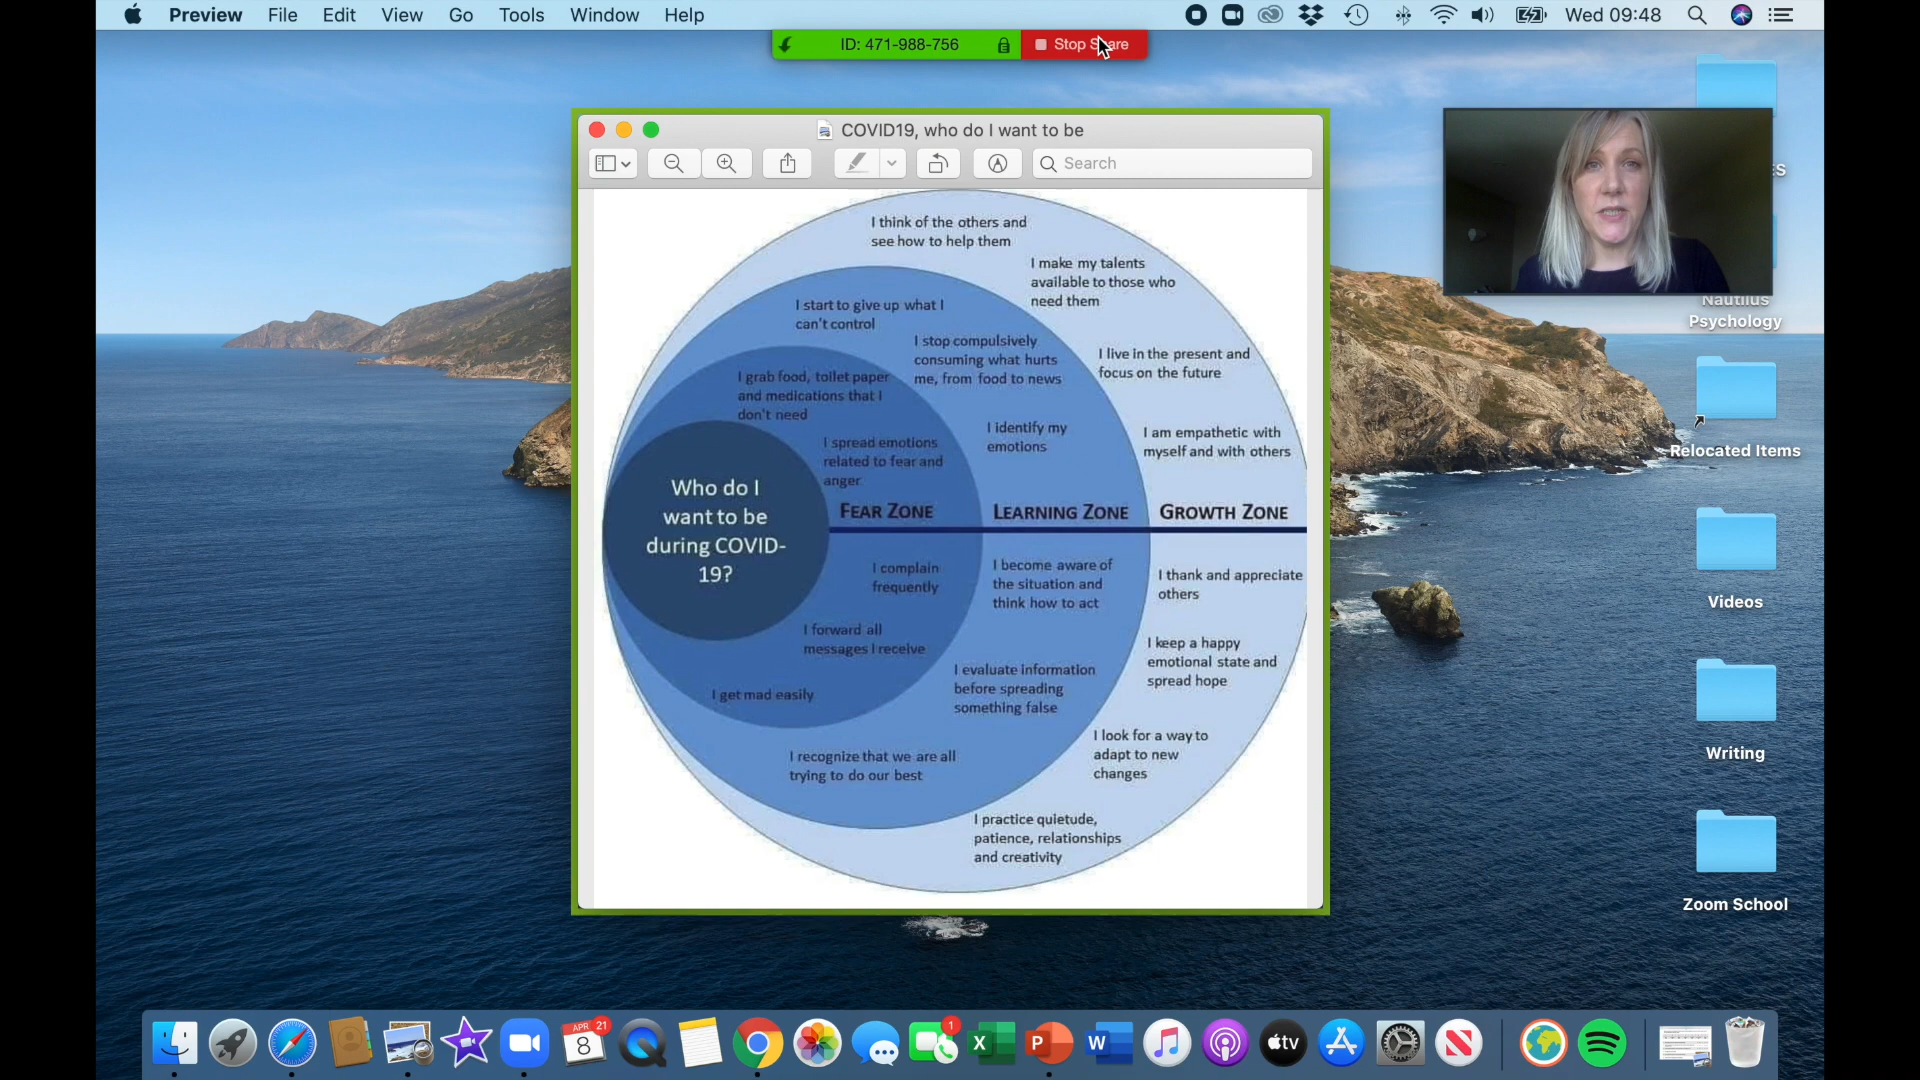 Preview File Edit View Go Tools Window Help
Wed 09:48
ID: 471-988-756
Stop
COVID19, who do I want to be
Search
I think of the others and
see how to help them
I make my talents
available to those who
need them
I start to give up what I
can't control
I stop compulsively
consuming what hurts
me, from food to news
I live in the present and
focus on the future
I grab food, toilet paper
and medications that I
don't need
I identify my
emotions
I am empathetic with
myself and with others
I spread emotions
related to fear and
anger
Who do I
want to be
during COVID-
19?
FEAR ZONE
LEARNING ZONE
GROWTH ZONE
I complain
frequently
I become aware of
the situation and
think how to act
I thank and appreciate
others
I forward all
messages I receive
I keep a happy
emotional state and
spread hope
I get mad easily
I evaluate information
before spreading
something false
I look for a way to
adapt to new
changes
I recognize that we are all
trying to do our best
I practice quietude,
patience, relationships
and creativity
Nautilus
Psychology
Relocated Items
Videos
Writing
Zoom School
APR
21
8
1
X
P
W
tv